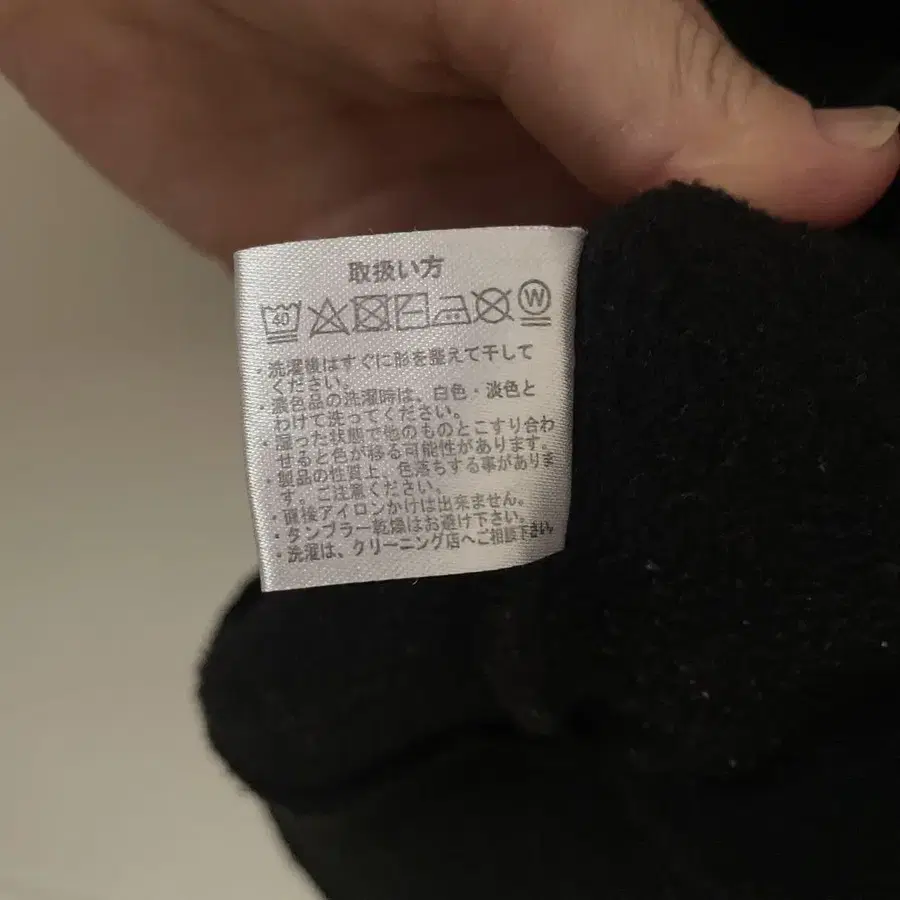 取扱い方
40 W
・洗濯後はすぐに形を整えて干して
ください。
・濃色品の洗濯時は、白色・淡色と
わけて洗ってください。
・湿った状態で他のものとこすり合わ
せると色が移る可能性があります。
・製品の性質上、色落ちする事がありま
す。ご注意ください。
・直接アイロンかけは出来ません。
・タンブラー乾燥はお避け下さい。
・洗濯は、クリーニング店へご相談下さい。